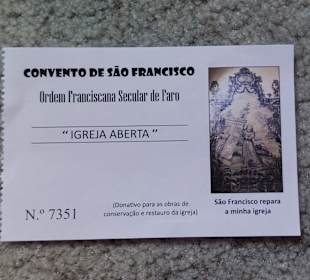 CONVENTO DE SÃO FRANCISCO
Ordem Franciscana Secular de Faro
“ IGREJA ABERTA ”
N.º 7351
(Donativo para as obras de
conservação e restauro da igreja)
São Francisco repara
a minha igreja